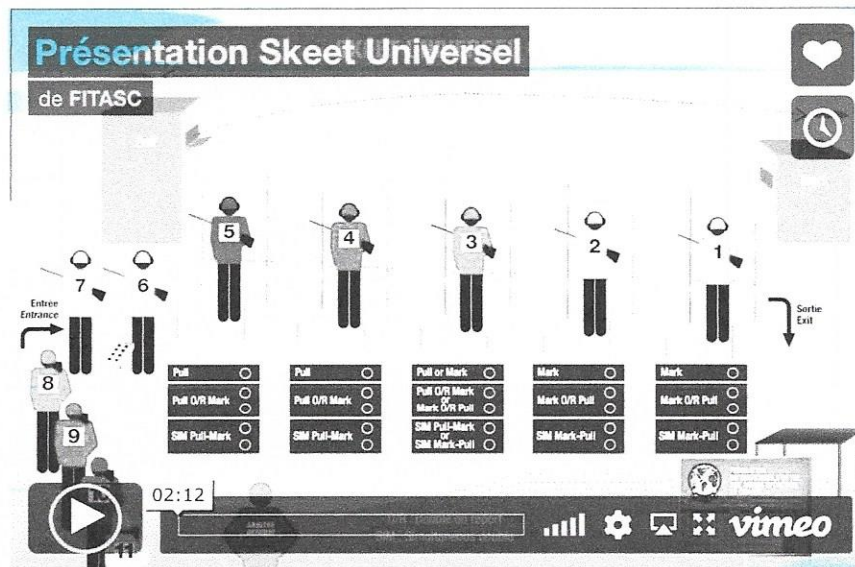 Présentation Skeet Universel
de FITASC
5
4
3
2
1
7
6
Entrée
Entrance
Sortie
Exit
8
9
Pull
Pull O/R Mark
SIM Pull-Mark
Pull
Pull O/R Mark
SIM Pull-Mark
Pull or Mark
Pull O/R Mark
or
Mark O/R Pull
SIM Pull-Mark
or
SIM Mark-Pull
Mark
Mark O/R Pull
SIM Mark-Pull
Mark
Mark O/R Pull
SIM Mark-Pull
11
02:12
vimeo